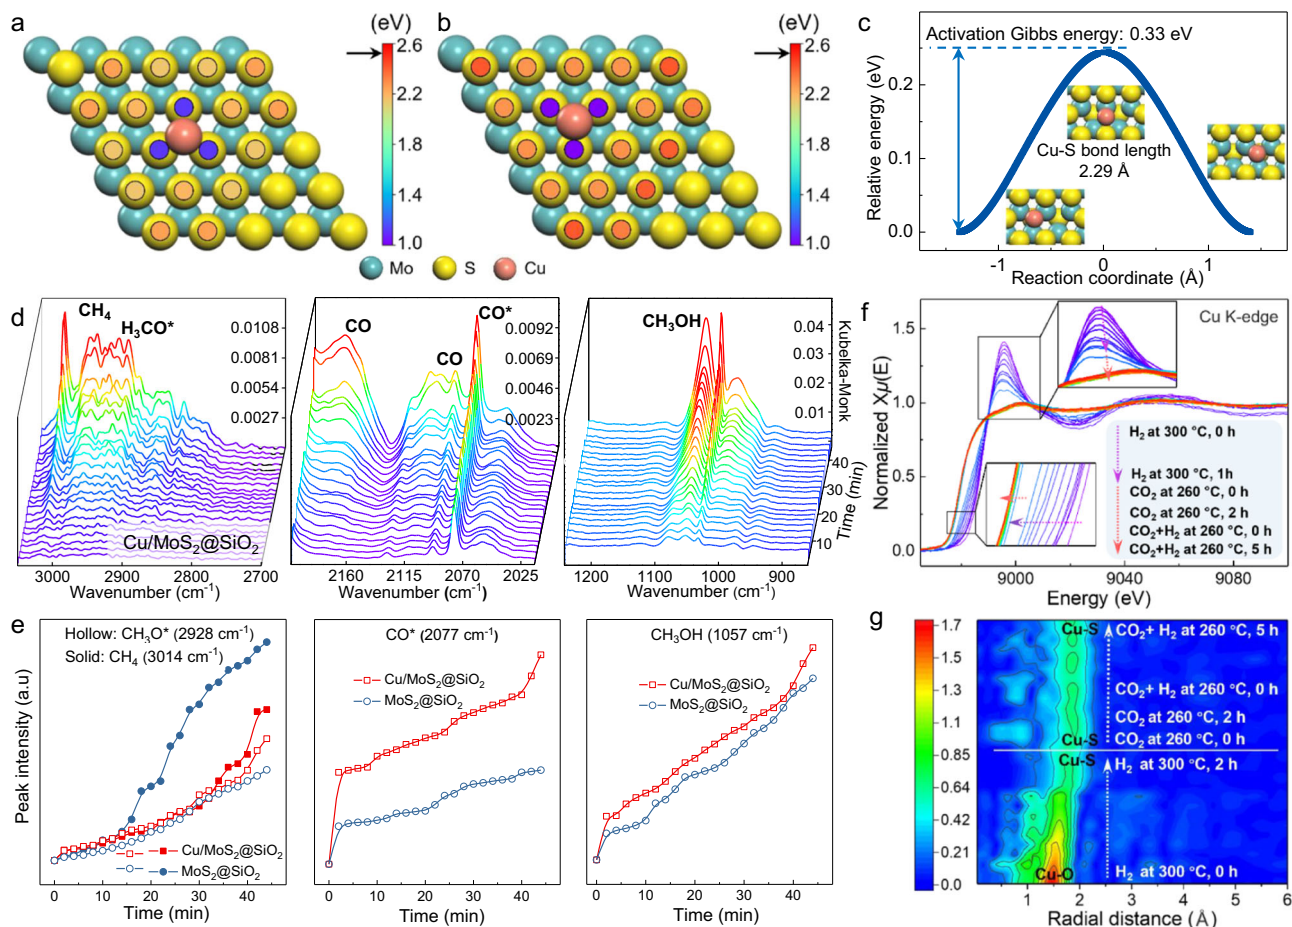 a
(eV)
2.6
2.2
1.8
1.4
1.0
b
(eV)
2.6
2.2
1.8
1.4
1.0
Mo
S
Cu
c
Activation Gibbs energy: 0.33 eV
Relative energy (eV)
0.2
0.1
0.0
Cu-S bond length
2.29 Å
-1
0
1
Reaction coordinate (Å)
d
CH4
H3CO*
0.0108
0.0081
0.0054
0.0027
Cu/MoS2@SiO2
3000
2900
2800
2700
Wavenumber (cm-1)
CO
CO
CO*
0.0092
0.0069
0.0046
0.0023
2160
2115
2070
2025
Wavenumber (cm-1)
CH3OH
0.04
0.03
0.02
0.01
Kubelka-Monk
40
30
20
10
Time (min)
1200
1100
1000
900
Wavenumber (cm-1)
e
Peak intensity (a.u)
Hollow: CH3O* (2928 cm-1)
Solid: CH4 (3014 cm-1)
Cu/MoS2@SiO2
MoS2@SiO2
0
10
20
30
40
Time (min)
CO* (2077 cm-1)
Cu/MoS2@SiO2
MoS2@SiO2
0
10
20
30
40
Time (min)
CH3OH (1057 cm-1)
Cu/MoS2@SiO2
MoS2@SiO2
0
10
20
30
40
Time (min)
f
Cu K-edge
Normalized Xμ(E)
1.5
1.0
0.5
0.0
H2 at 300 °C, 0 h
H2 at 300 °C, 1h
CO2 at 260 °C, 0 h
CO2 at 260 °C, 2 h
CO2+H2 at 260 °C, 0 h
CO2+H2 at 260 °C, 5 h
9000
9040
9080
Energy (eV)
g
1.7
1.5
1.3
1.1
0.85
0.64
0.43
0.21
0.0
Cu-S
CO2+ H2 at 260 °C, 5 h
CO2 + H2 at 260 °C, 0 h
CO2 at 260 °C, 2 h
Cu-S
CO2 at 260 °C, 0 h
Cu-S
H2 at 300 °C, 2 h
Cu-O
H2 at 300 °C, 0 h
1
2
3
4
5
6
Radial distance (Å)